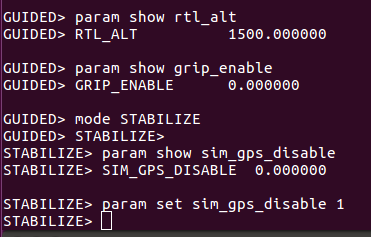 GUIDED> param show rtl_alt
GUIDED> RTL_ALT 1500.000000
GUIDED> param show grip_enable
GUIDED> GRIP_ENABLE 0.000000
GUIDED> mode STABILIZE
GUIDED> STABILIZE>
STABILIZE> param show sim_gps_disable
STABILIZE> SIM_GPS_DISABLE 0.000000
STABILIZE> param set sim_gps_disable 1
STABILIZE>